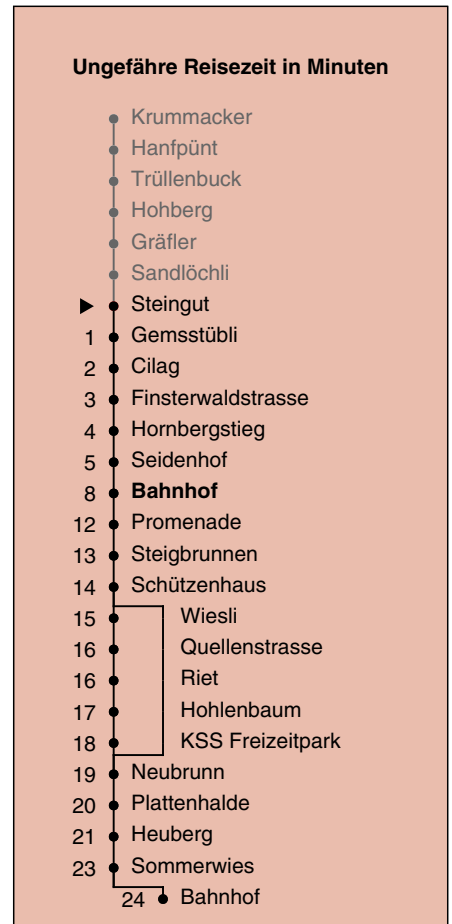 Ungefähre Reisezeit in Minuten
Krummacker
Hanfpünt
Trüllenbuck
Hohberg
Gräfler
Sandlöchli
Steingut
1 Gemsstübli
2 Cilag
3 Finsterwaldstrasse
4 Hornbergstieg
5 Seidenhof
8 Bahnhof
12 Promenade
13 Steigbrunnen
14 Schützenhaus
15 Wiesli
16 Quellenstrasse
16 Riet
17 Hohlenbaum
18 KSS Freizeitpark
19 Neubrunn
20 Plattenhalde
21 Heuberg
23 Sommerwies
24 Bahnhof